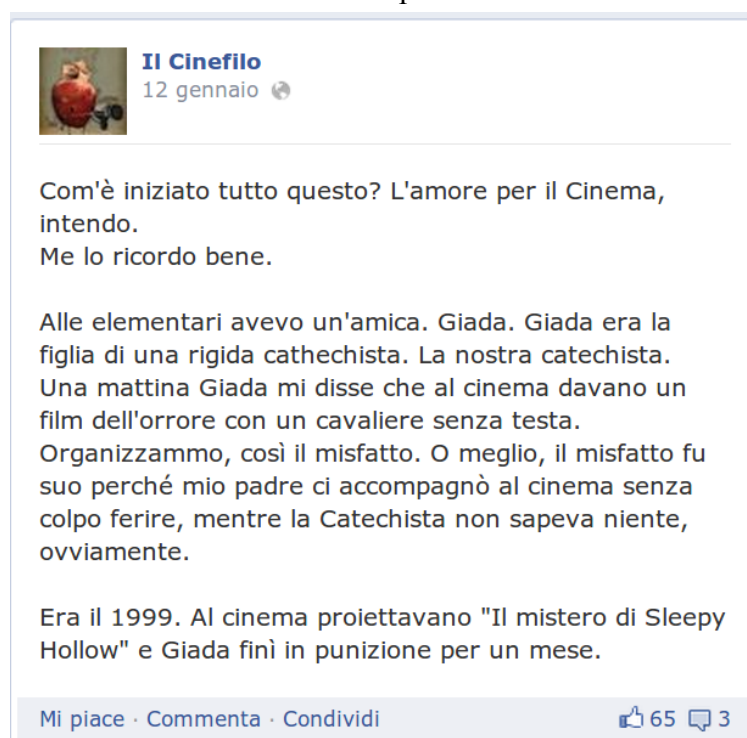 Il Cinefilo
12 gennaio
Com'è iniziato tutto questo? L'amore per il Cinema,
intendo.
Me lo ricordo bene.
Alle elementari avevo un'amica. Giada. Giada era la
figlia di una rigida cathechista. La nostra catechista.
Una mattina Giada mi disse che al cinema davano un
film dell'orrore con un cavaliere senza testa.
Organizzammo, così il misfatto. O meglio, il misfatto fu
suo perché mio padre ci accompagnò al cinema senza
colpo ferire, mentre la Catechista non sapeva niente,
ovviamente.
Era il 1999. Al cinema proiettavano "Il mistero di Sleepy
Hollow" e Giada finì in punizione per un mese.
Mi piace · Commenta · Condividi 65 3